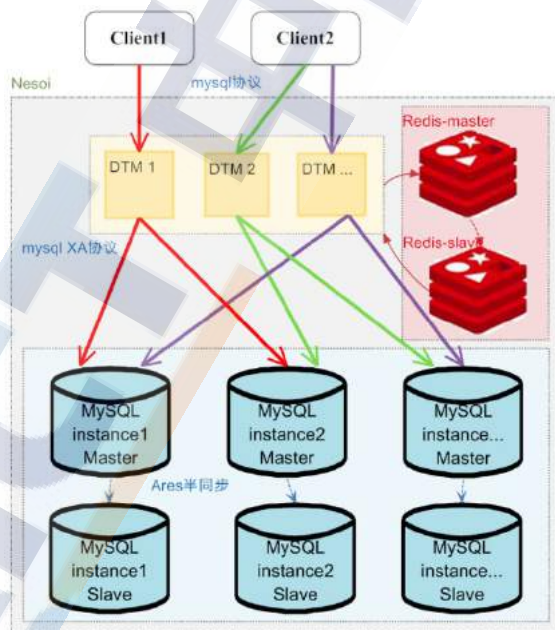 Client1
Client2
Nesoi
mysql协议
Redis-master
DTM 1
DTM 2
DTM ...
Redis-slave
mysql XA协议
MySQL
instance1
Master
MySQL
instance2
Master
MySQL
instance...
Master
Ares半同步
MySQL
instance1
Slave
MySQL
instance2
Slave
MySQL
instance...
Slave